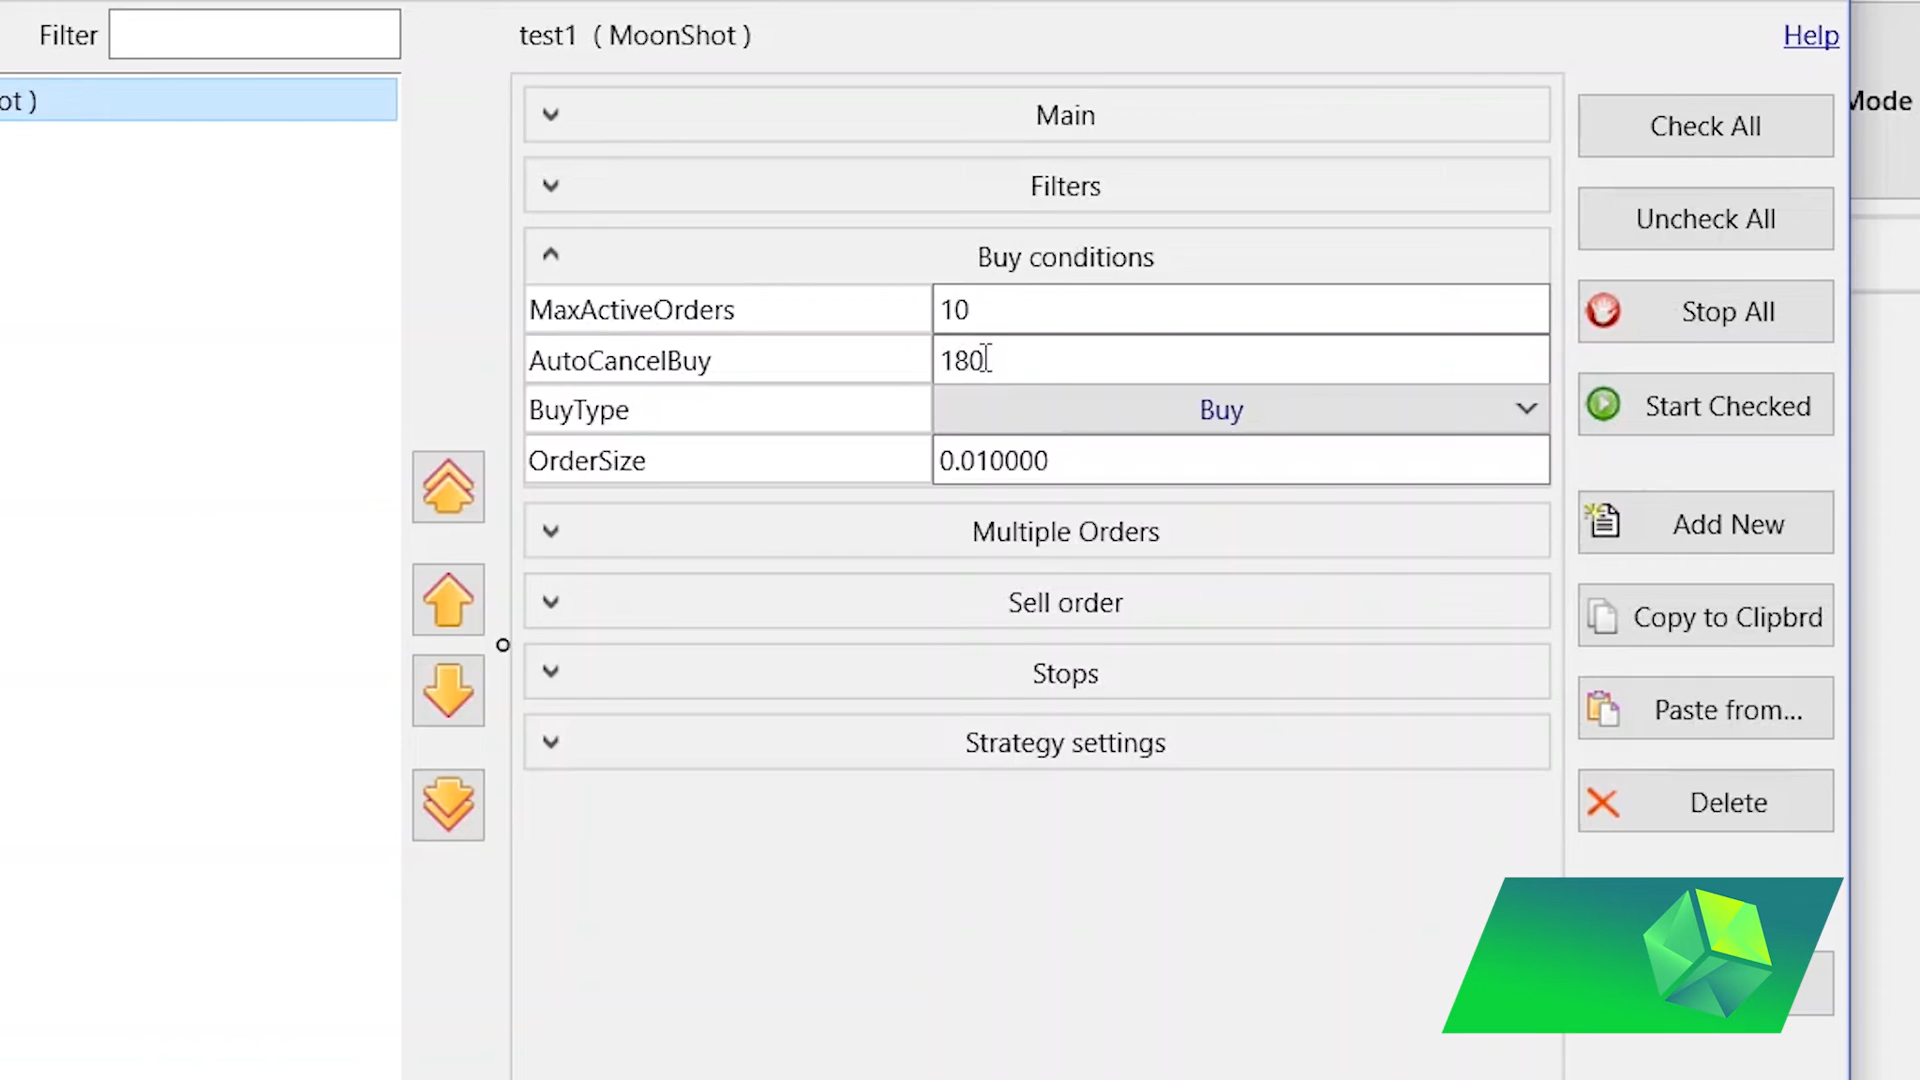 Filter
test1 ( MoonShot )
Help
ot )
Main
Mode
Check All
Filters
Uncheck All
Buy conditions
MaxActiveOrders 10
Stop All
AutoCancelBuy 180
BuyType Buy
Start Checked
OrderSize 0.010000
Multiple Orders
Add New
Sell order
Copy to Clipbrd
Stops
Paste from...
Strategy settings
Delete